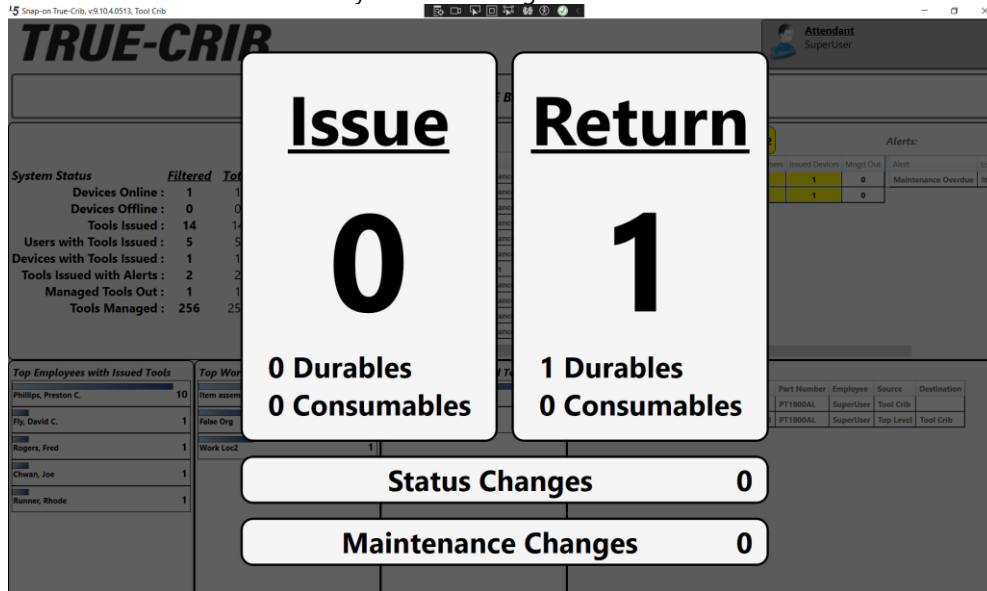 Snap-on True-Crib, v:9.10.4.0513, Tool Crib
TRUE-CRIB
Attendant
SuperUser
Issue
0
0 Durables
0 Consumables
Return
1
1 Durables
0 Consumables
Status Changes 0
Maintenance Changes 0
Alerts:
Issued Devices Mngd Out Alert
1 0 Maintenance Overdue
1 0
System Status Filtered
Devices Online : 1
Devices Offline : 0
Tools Issued : 14
Users with Tools Issued : 5
Devices with Tools Issued : 1
Tools Issued with Alerts : 2
Managed Tools Out : 1
Tools Managed : 256
Top Employees with Issued Tools
Phillips, Preston C. 10
Fly, David C. 1
Rogers, Fred 1
Chwan, Joe 1
Runner, Rhode 1
Item assem
False Org
Work Loc2 1
Part Number Employee Source Destination
PT1800AL SuperUser Tool Crib
PT1800AL SuperUser Top Level Tool Crib